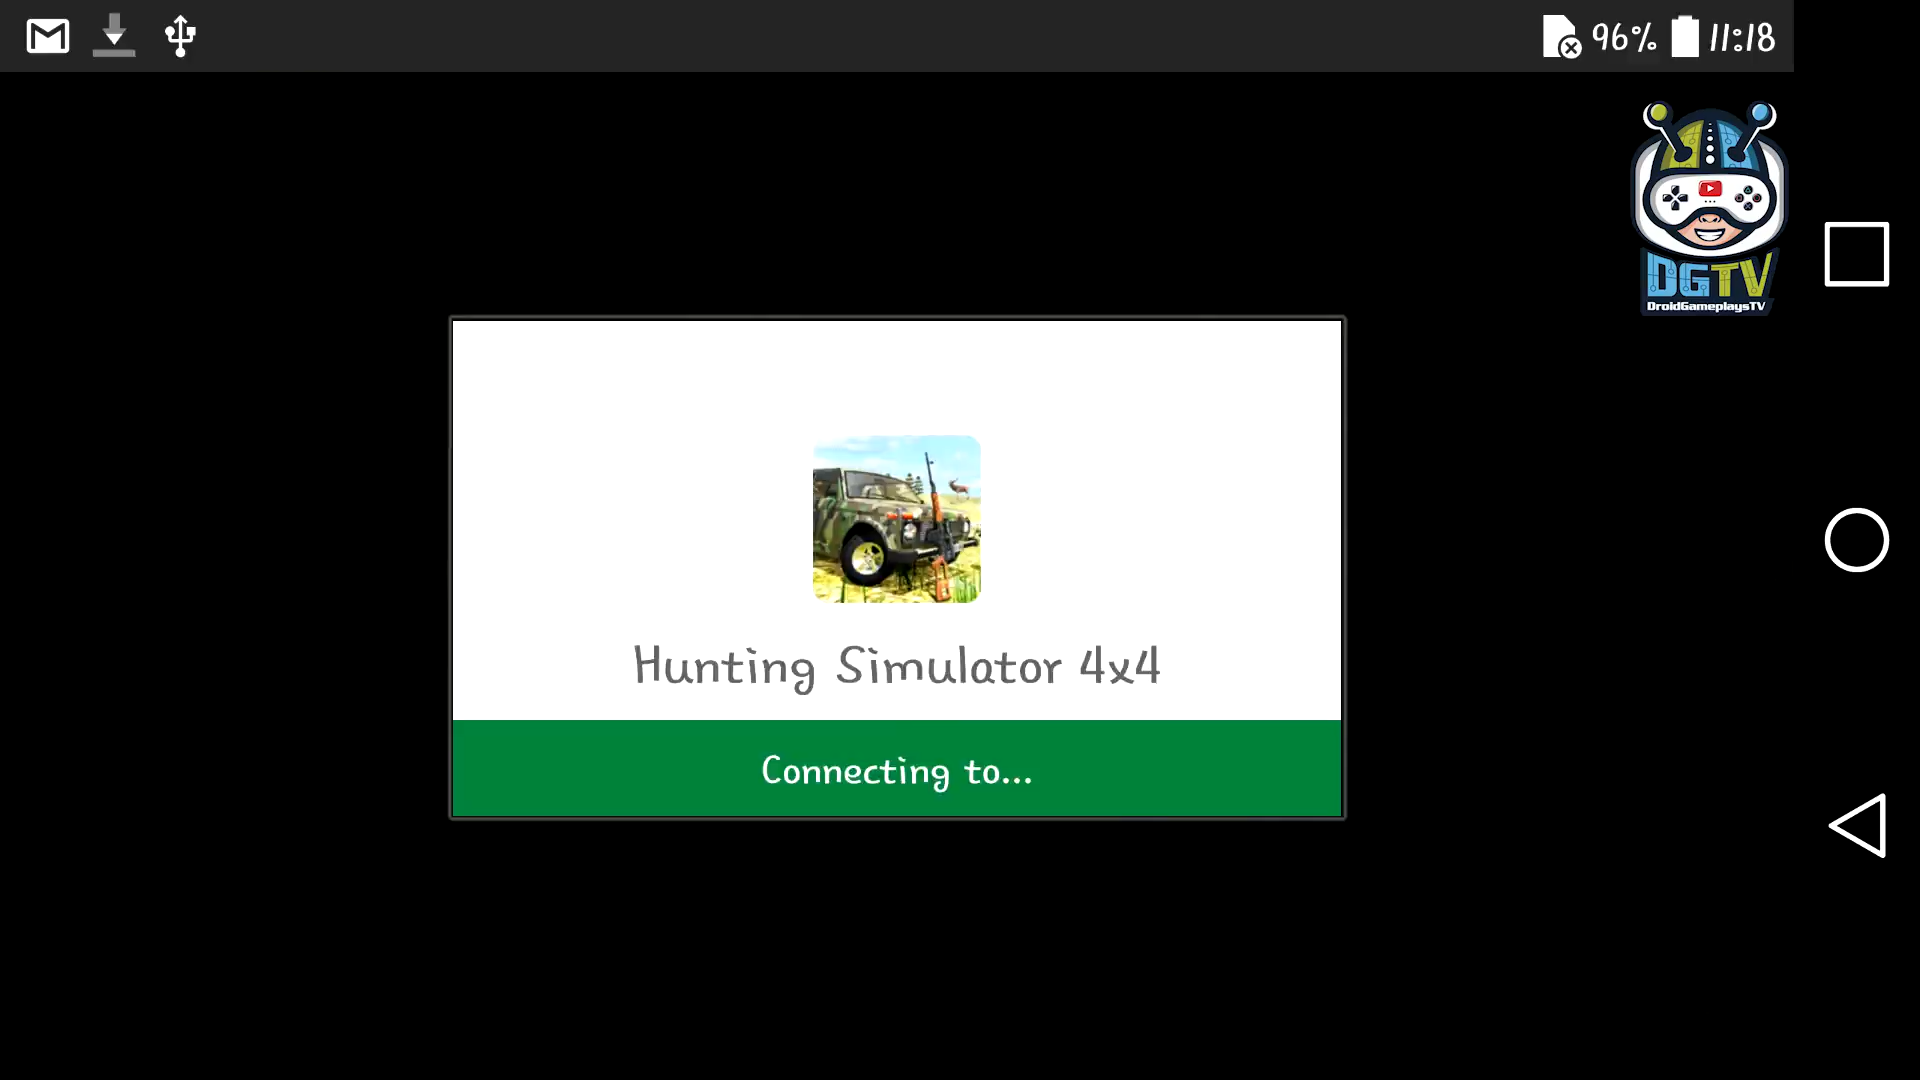 96% 11:18
DGTV
DroidGameplaysTV
Hunting Simulator 4x4
Connecting to...